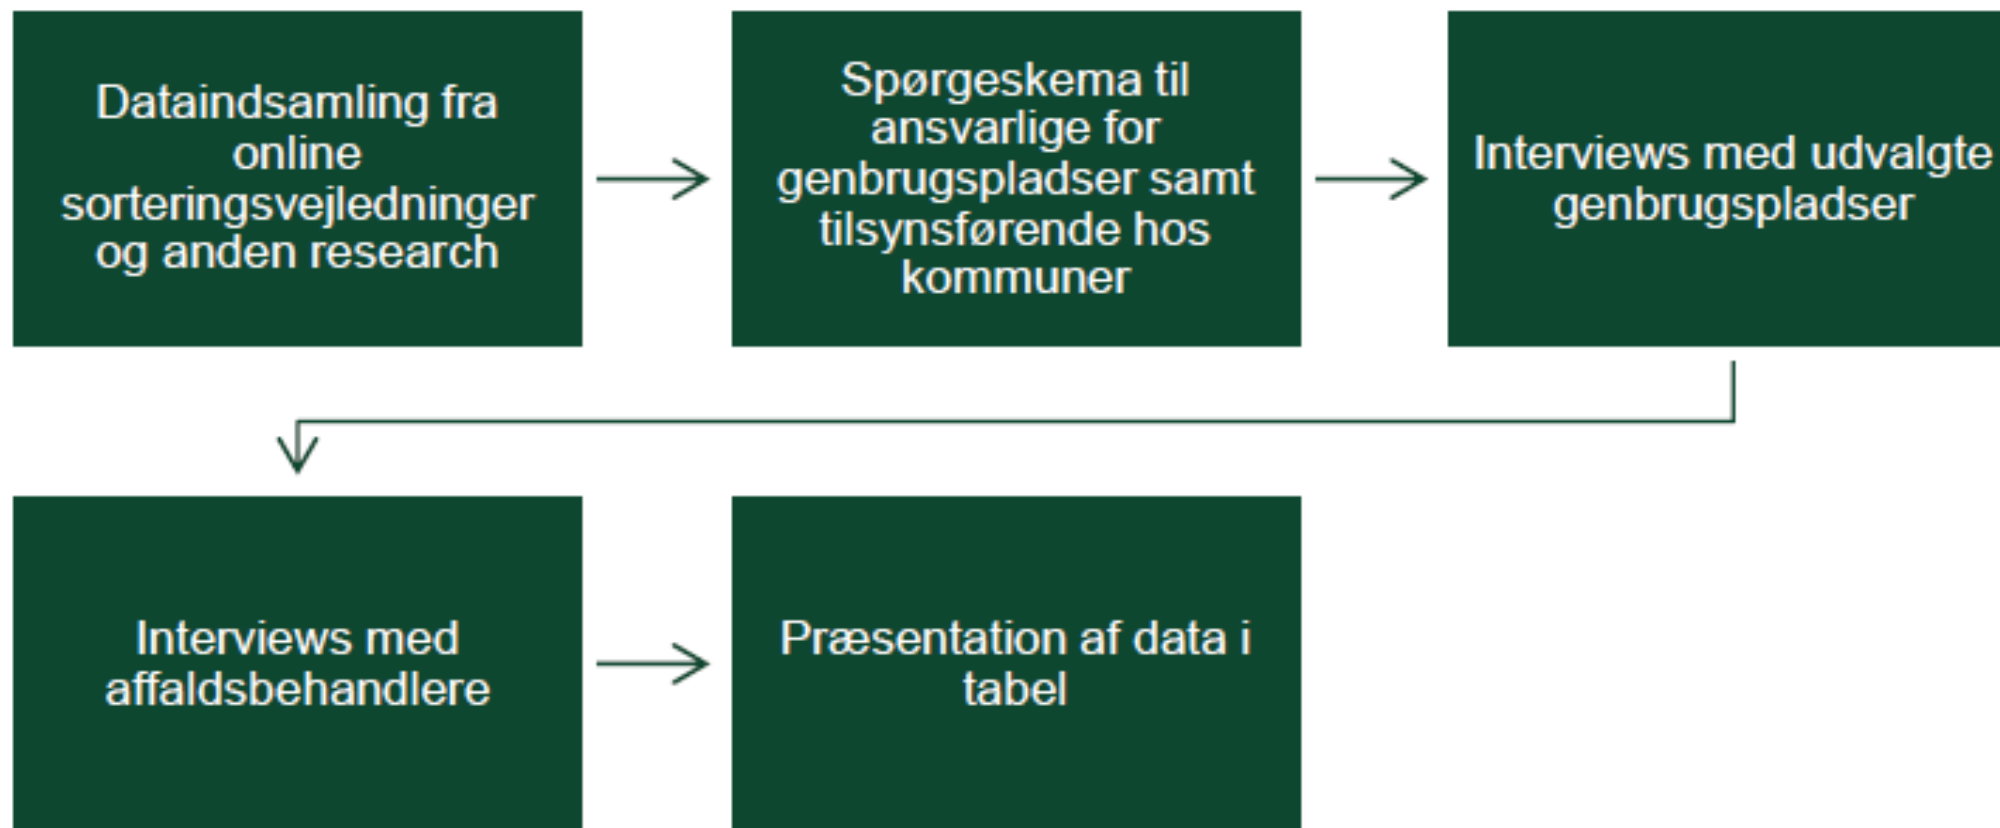 Dataindsamling fra
online
sorteringsvejledninger
og anden research
Spørgeskema til
ansvarlige for
genbrugspladser samt
tilsynsførende hos
kommuner
Interviews med udvalgte
genbrugspladser
Interviews med
affaldsbehandlere
Præsentation af data i
tabel